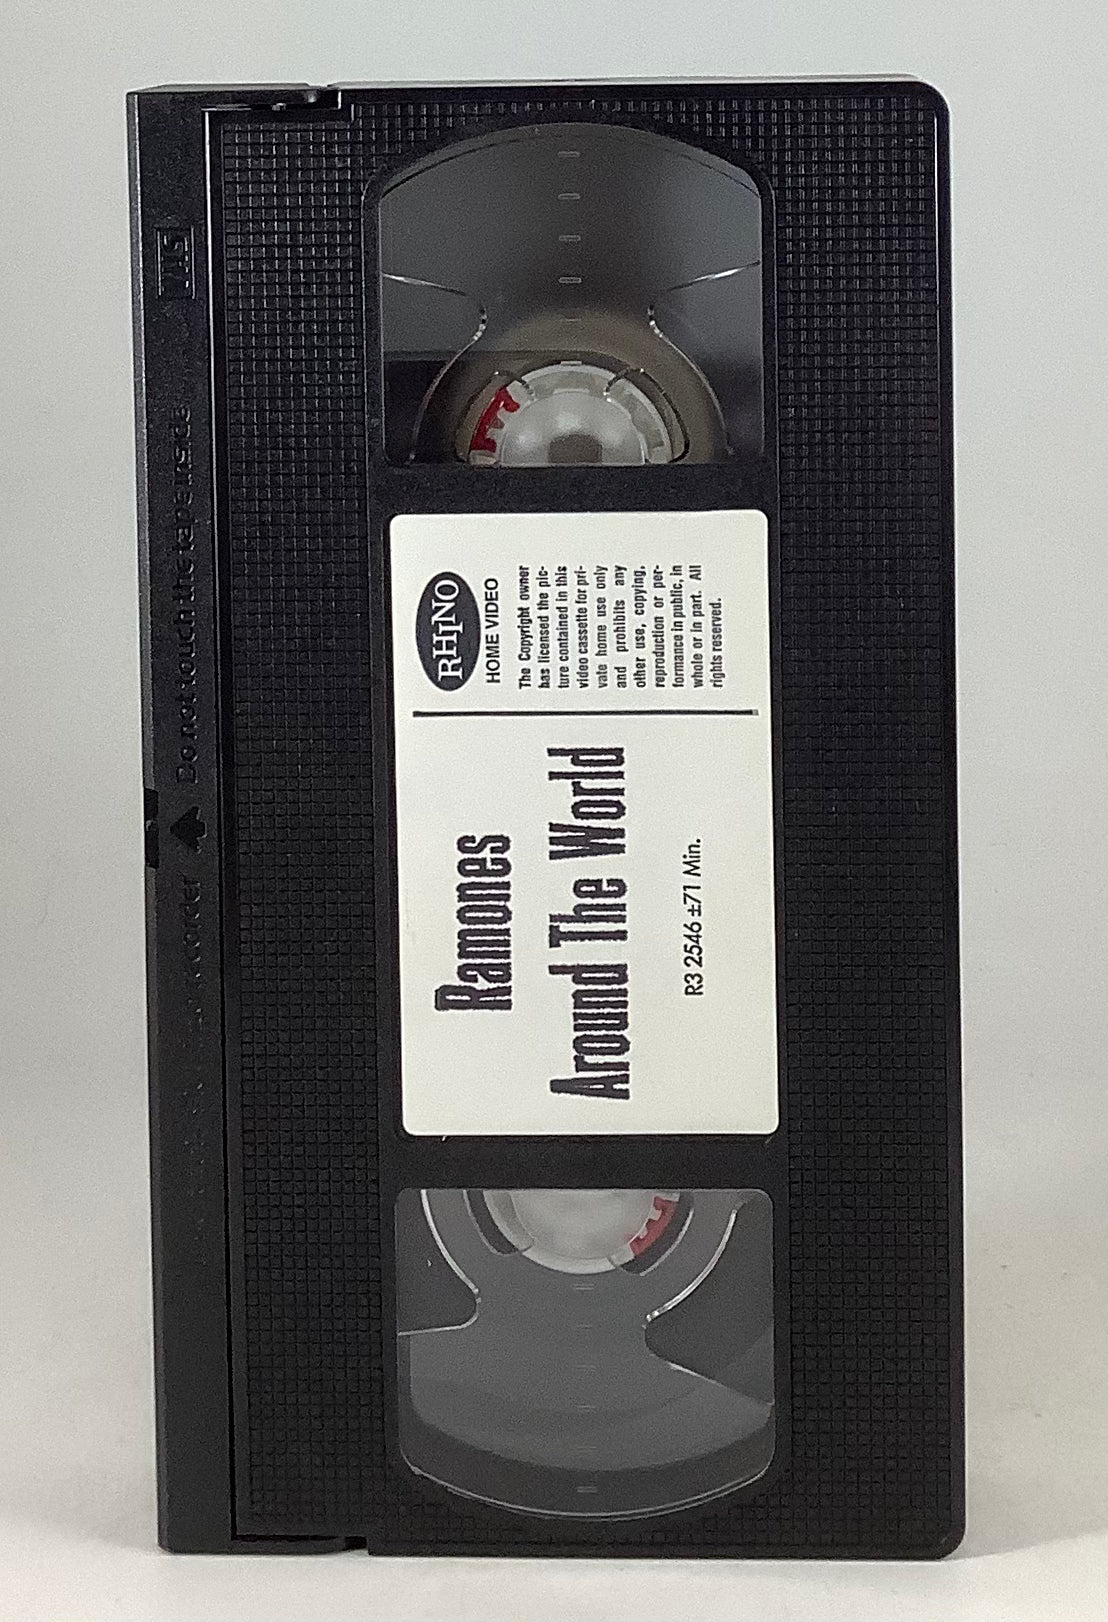 Ramones
Around The World
R3 2546 ±71 Min.
RHINO
HOME VIDEO
The Copyright owner
has licensed the pic-
ture contained in this
video cassette for pri-
vate home use only
and prohibits any
other use, copying,
reproduction or per-
formance in public, in
whole or in part. All
rights reserved.
Do not touch the tape inside
VHS